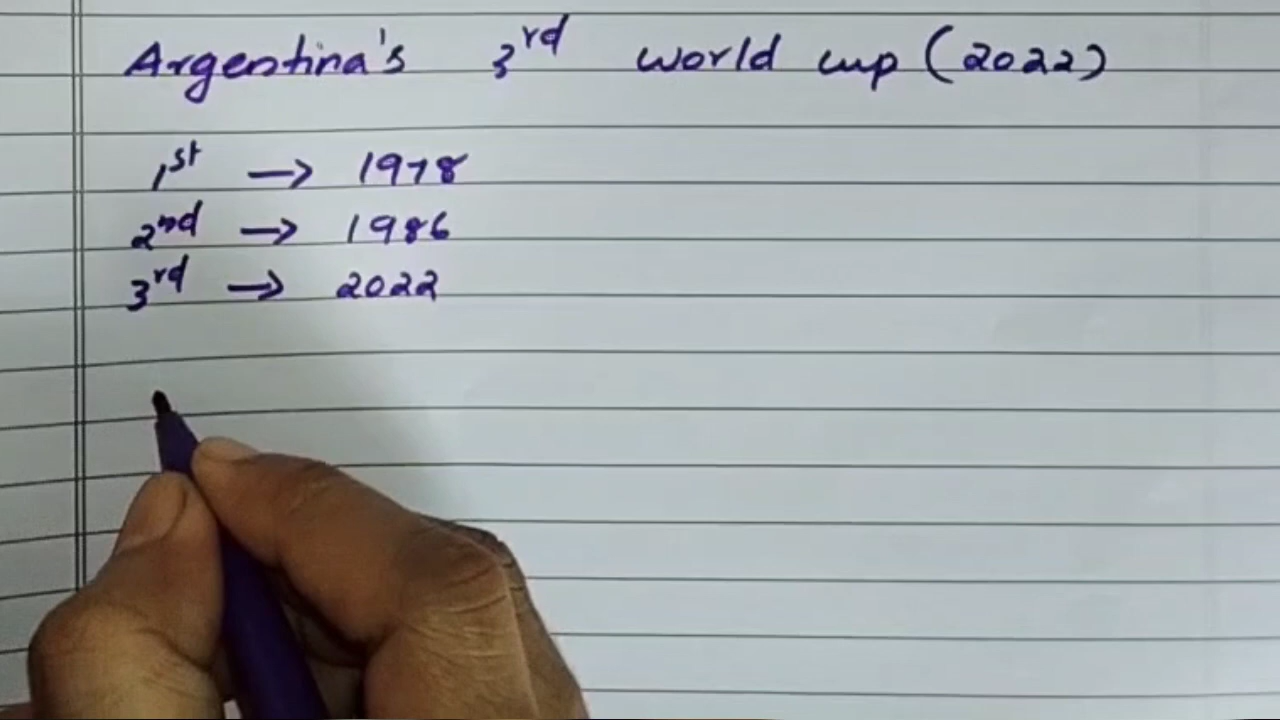 Argentina's 3rd world cup (2022)
1st → 1978
2nd → 1986
3rd → 2022